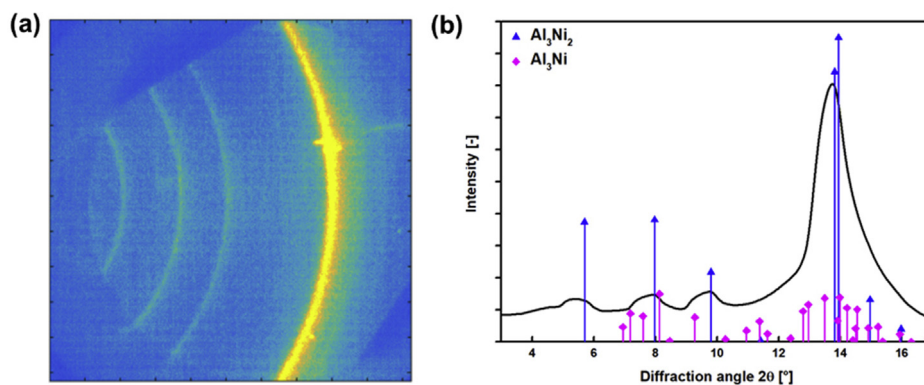 (a)
(b)
Al₃Ni₂
Al₃Ni
Intensity [-]
4 6 8 10 12 14 16
Diffraction angle 2θ [°]